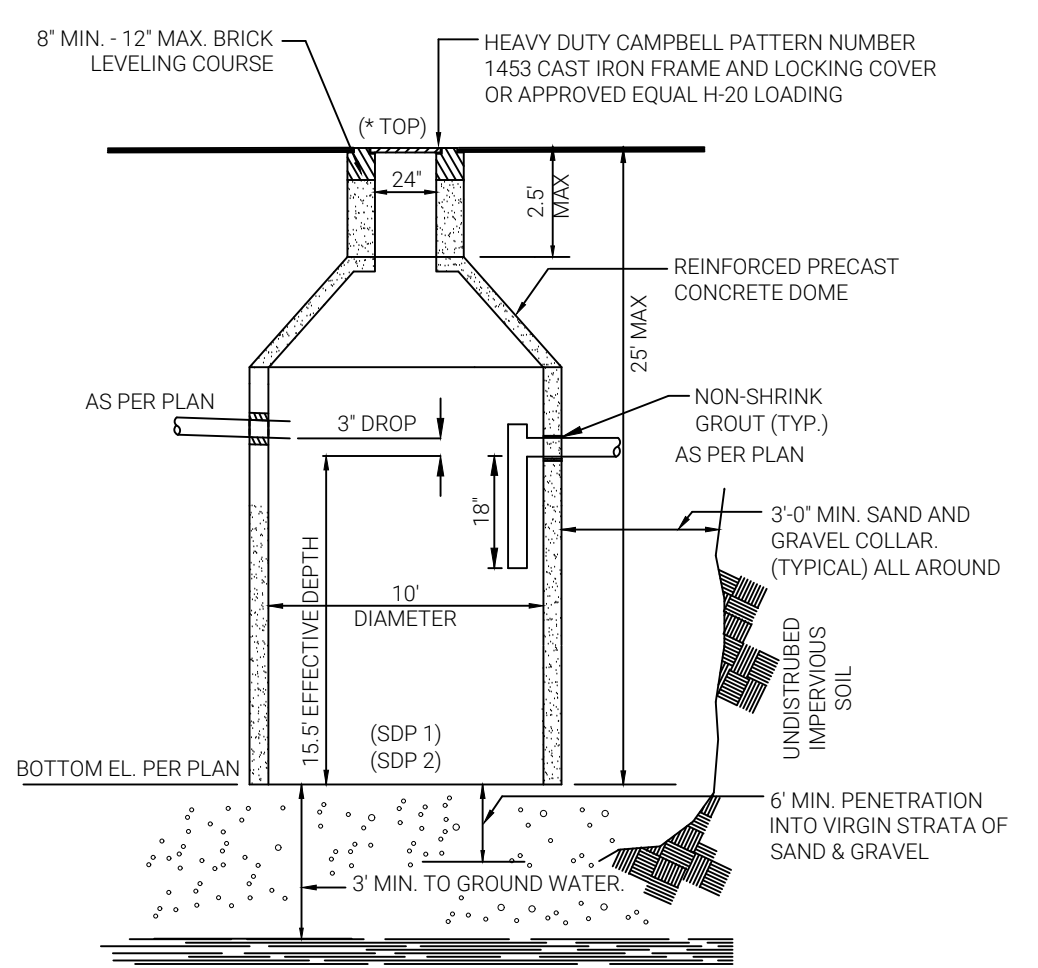 8" MIN. - 12" MAX. BRICK
LEVELING COURSE
HEAVY DUTY CAMPBELL PATTERN NUMBER
1453 CAST IRON FRAME AND LOCKING COVER
OR APPROVED EQUAL H-20 LOADING
(* TOP)
24"
2.5'
MAX
REINFORCED PRECAST
CONCRETE DOME
25' MAX
AS PER PLAN
3" DROP
NON-SHRINK
GROUT (TYP.)
AS PER PLAN
18"
3'-0" MIN. SAND AND
GRAVEL COLLAR.
(TYPICAL) ALL AROUND
15.5' EFFECTIVE DEPTH
10'
DIAMETER
UNDISTRUBED
IMPERVIOUS
SOIL
(SDP 1)
(SDP 2)
BOTTOM EL. PER PLAN
6' MIN. PENETRATION
INTO VIRGIN STRATA OF
SAND & GRAVEL
3' MIN. TO GROUND WATER.